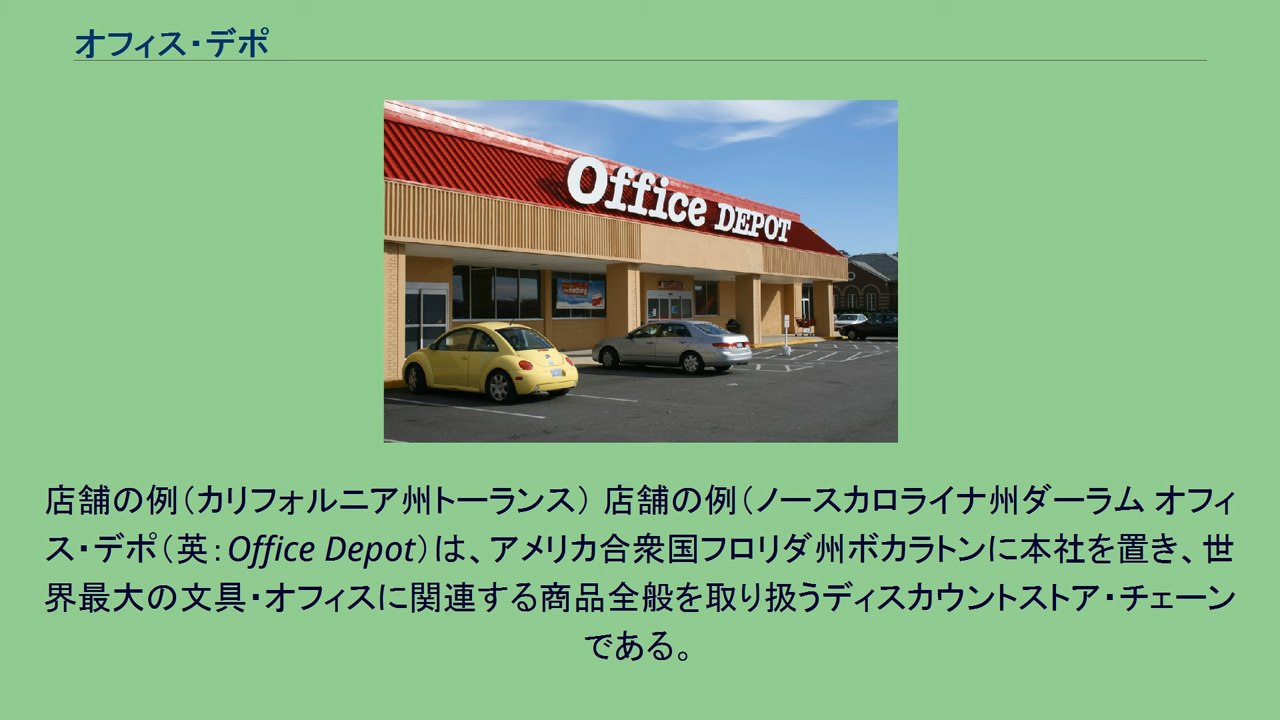 オフィス・デポ
Office DEPOT
店舗の例（カリフォルニア州トーランス） 店舗の例（ノースカロライナ州ダーラム オフィ
ス・デポ（英：Office Depot）は、アメリカ合衆国フロリダ州ボカラトンに本社を置き、世
界最大の文具・オフィスに関連する商品全般を取り扱うディスカウントストア・チェーン
である。